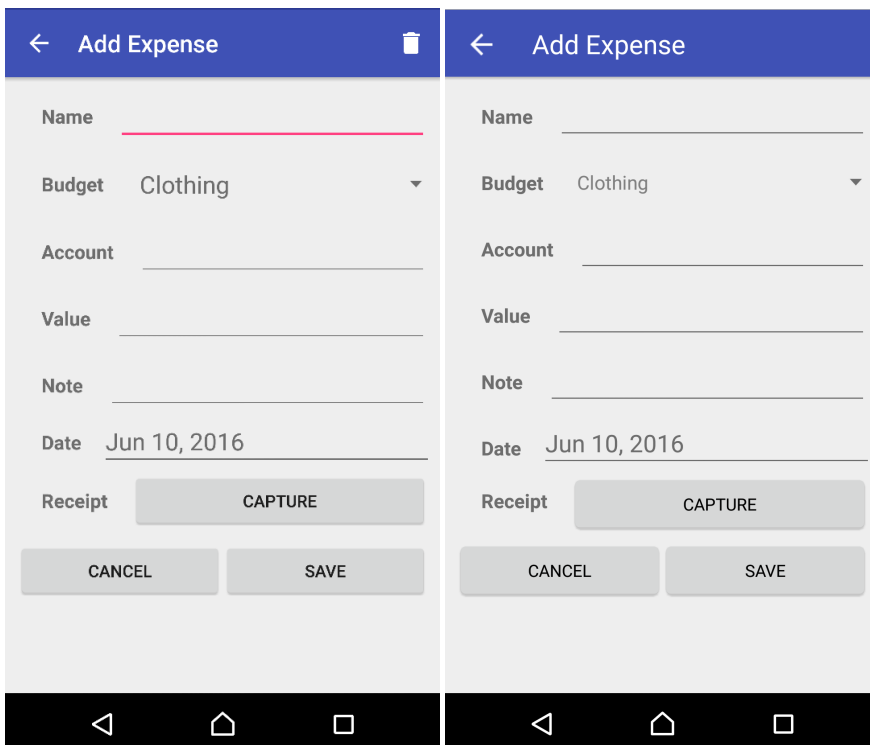 Add Expense
Name
Budget Clothing
Account
Value
Note
Date Jun 10, 2016
Receipt CAPTURE
CANCEL SAVE
Add Expense
Name
Budget Clothing
Account
Value
Note
Date Jun 10, 2016
Receipt CAPTURE
CANCEL SAVE